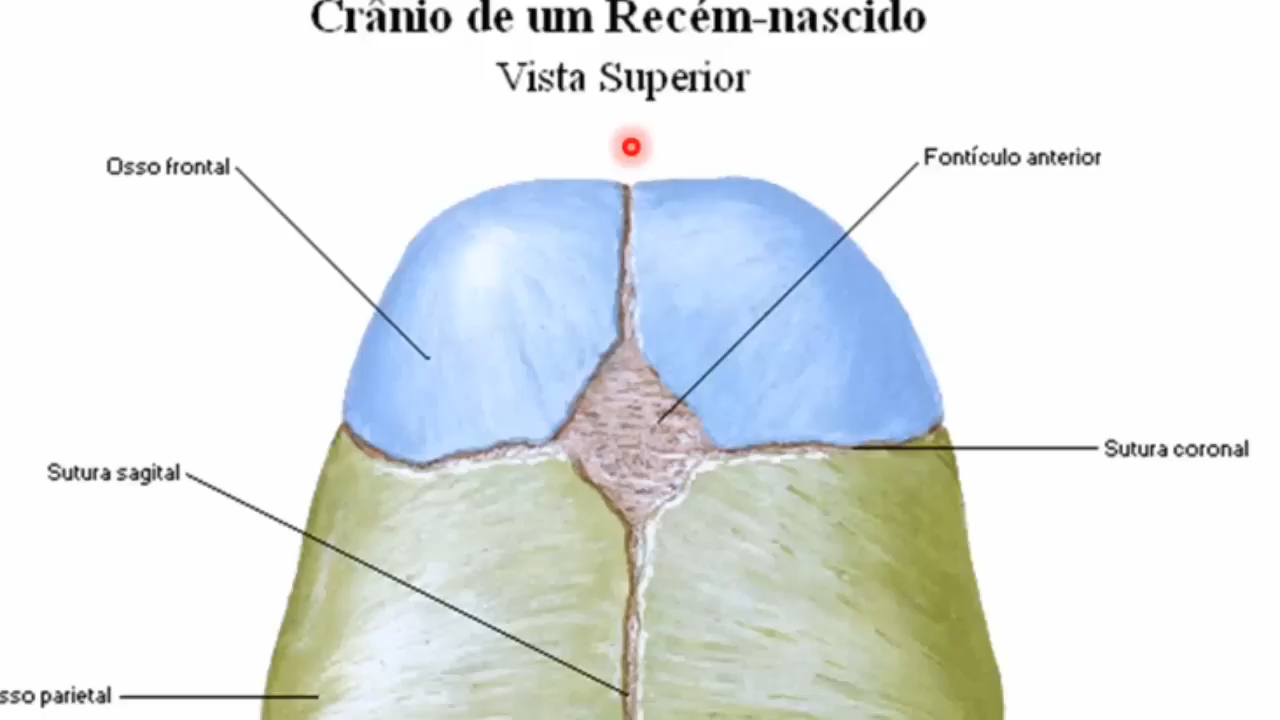 Crânio de um Recém-nascido
Vista Superior
Osso frontal
Fontículo anterior
Sutura coronal
Sutura sagital
sso parietal